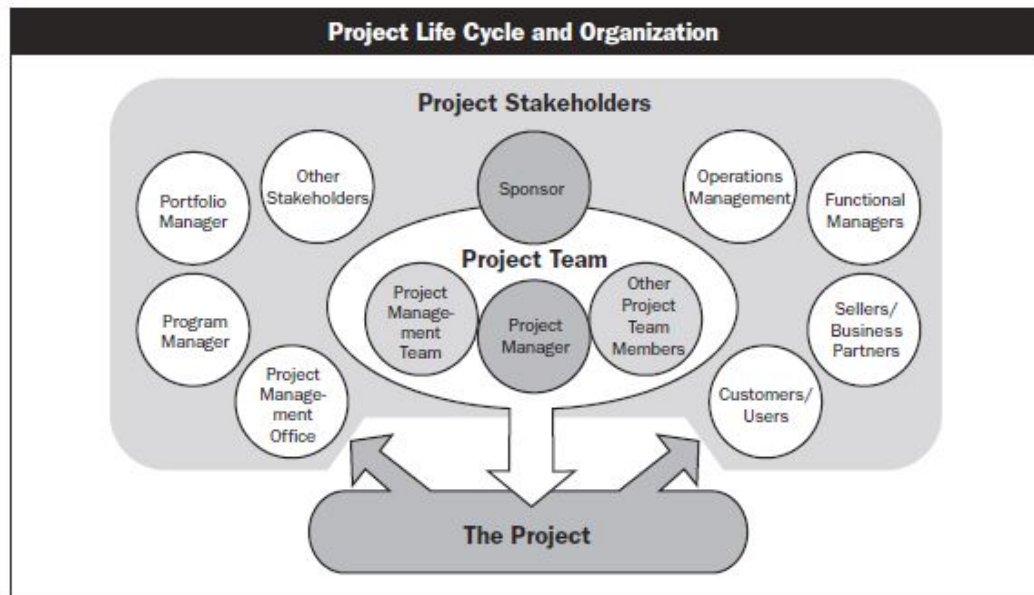 Project Life Cycle and Organization
Project Stakeholders
Portfolio
Manager
Other
Stakeholders
Sponsor
Operations
Management
Functional
Managers
Project Team
Program
Manager
Project
Manage-
ment
Team
Project
Manager
Other
Project
Team
Members
Sellers/
Business
Partners
Project
Manage-
ment
Office
Customers/
Users
The Project